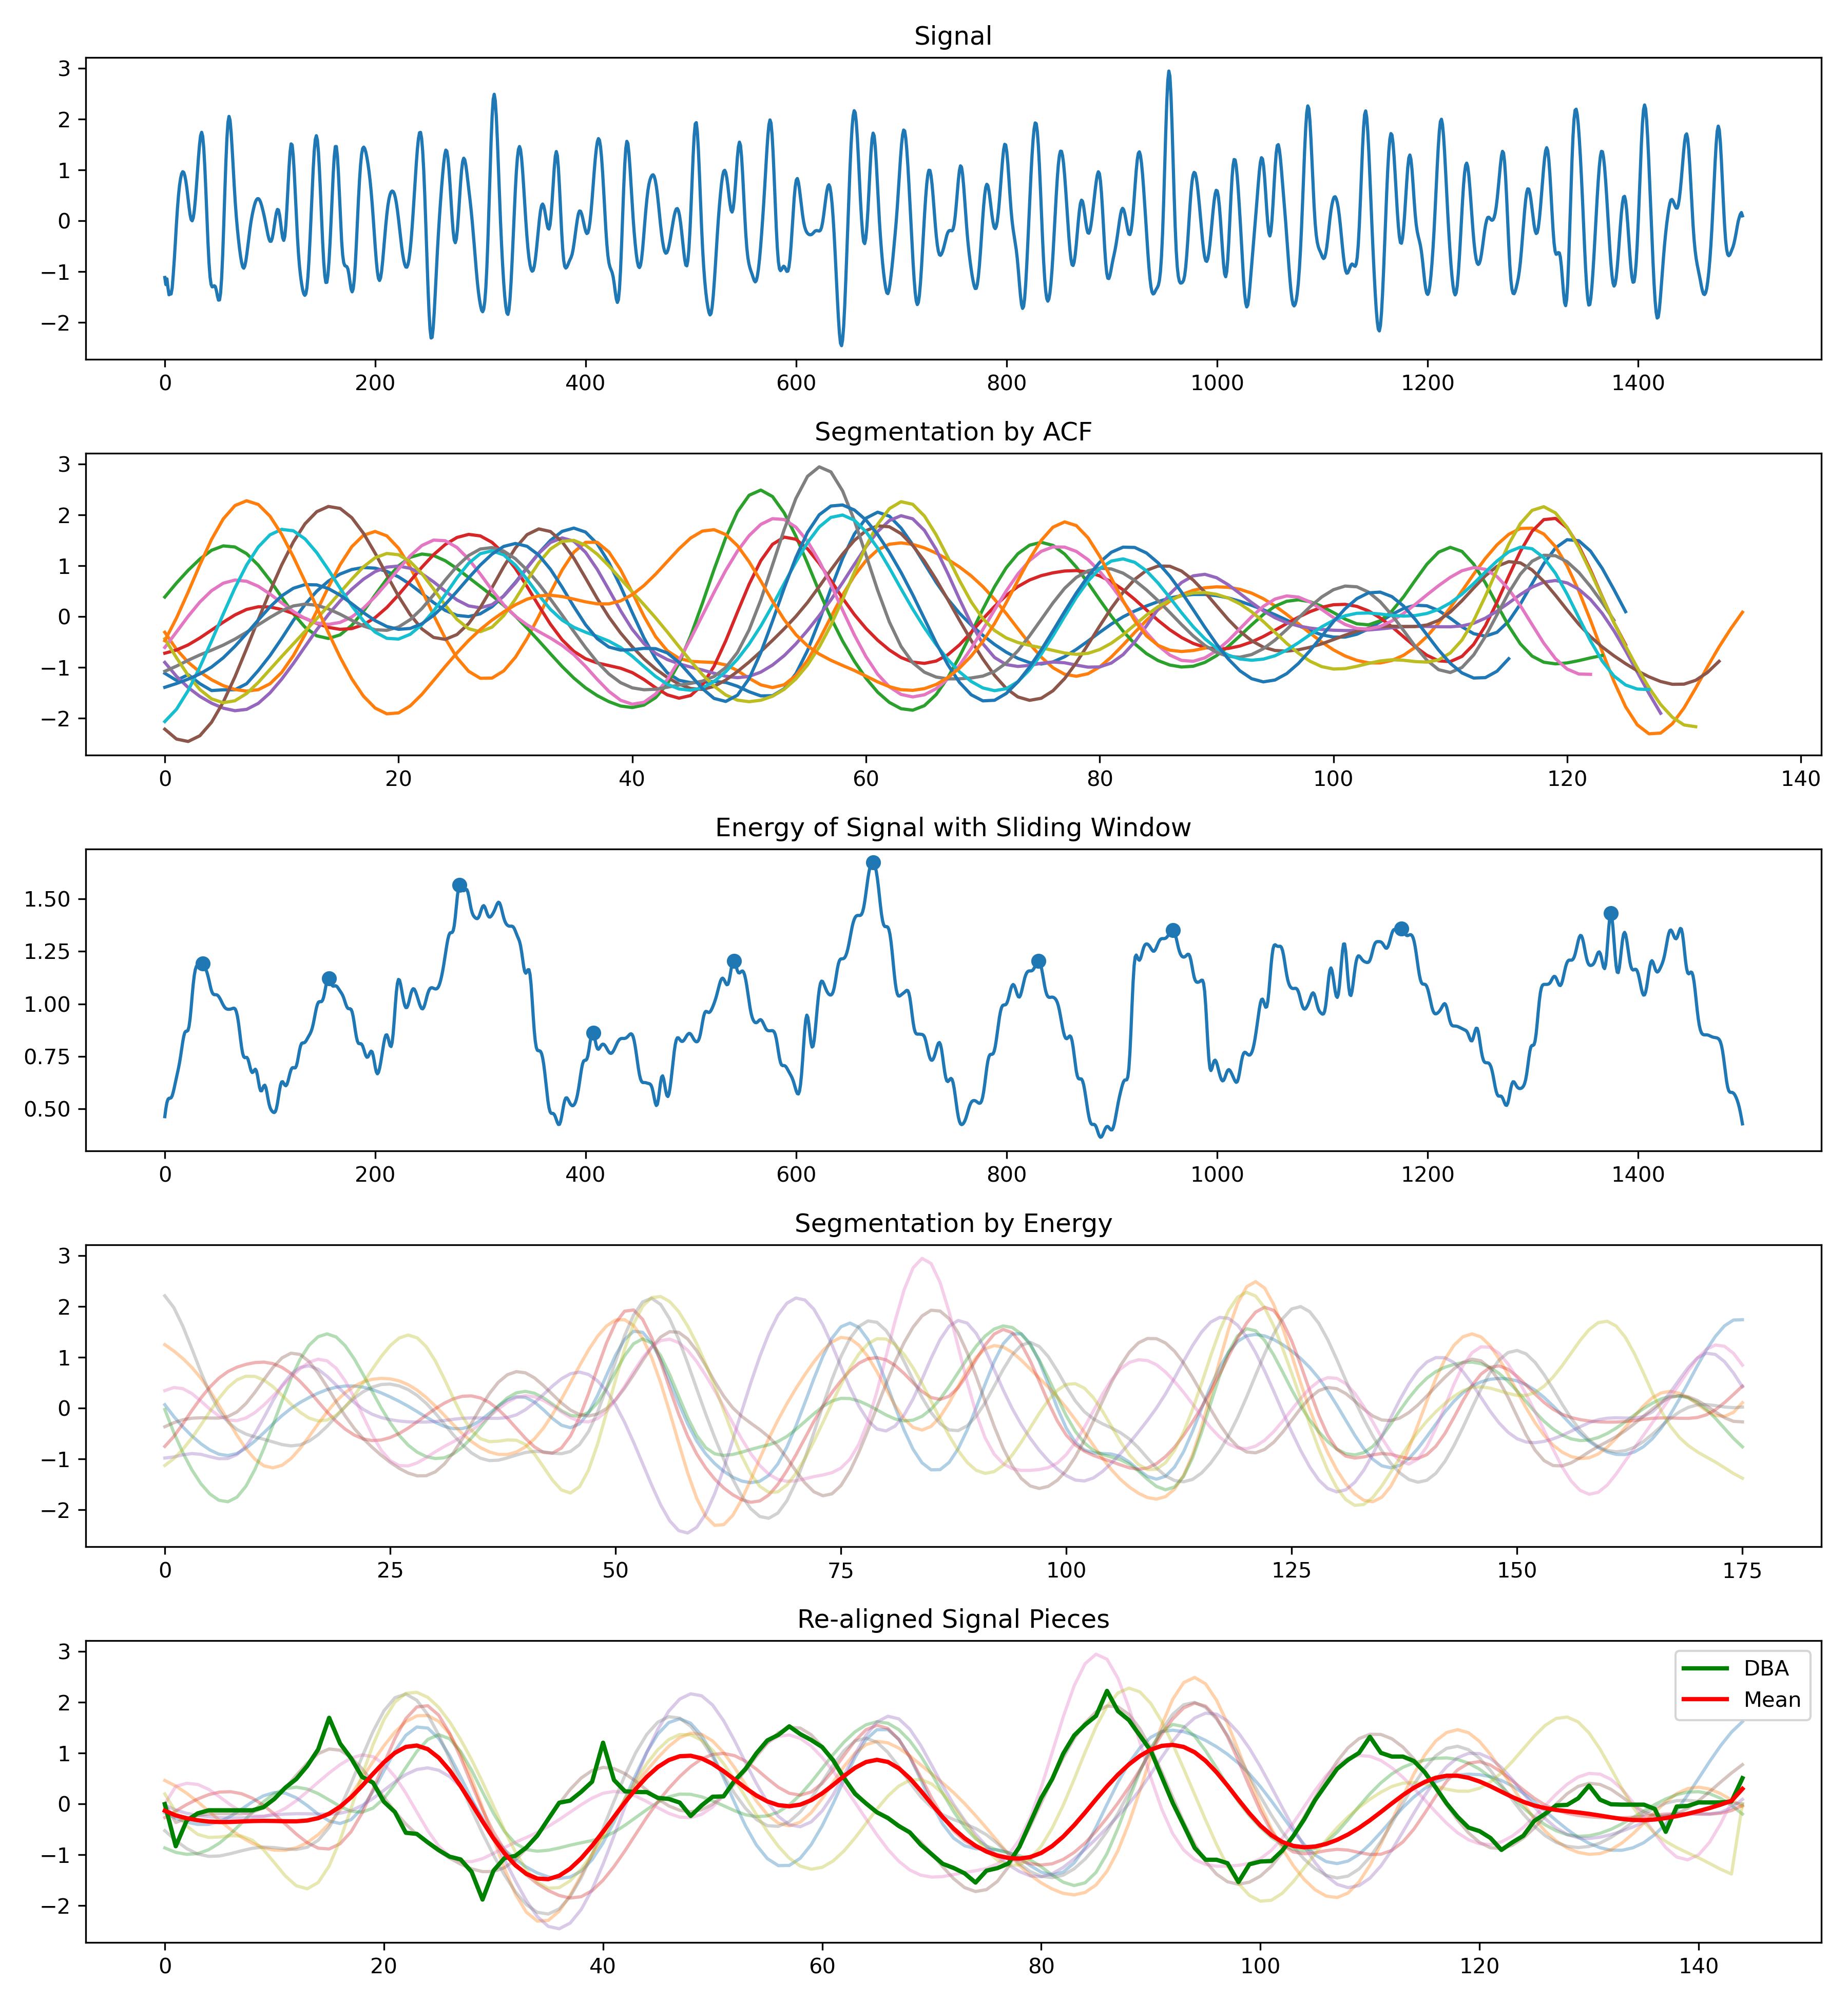 Signal
3
2
1
0
−1
−2
0 200 400 600 800 1000 1200 1400
Segmentation by ACF
3
2
1
0
−1
−2
0 20 40 60 80 100 120 140
Energy of Signal with Sliding Window
1.50
1.25
1.00
0.75
0.50
0 200 400 600 800 1000 1200 1400
Segmentation by Energy
3
2
1
0
−1
−2
0 25 50 75 100 125 150 175
Re-aligned Signal Pieces
3
2
1
0
−1
−2
DBA
Mean
0 20 40 60 80 100 120 140